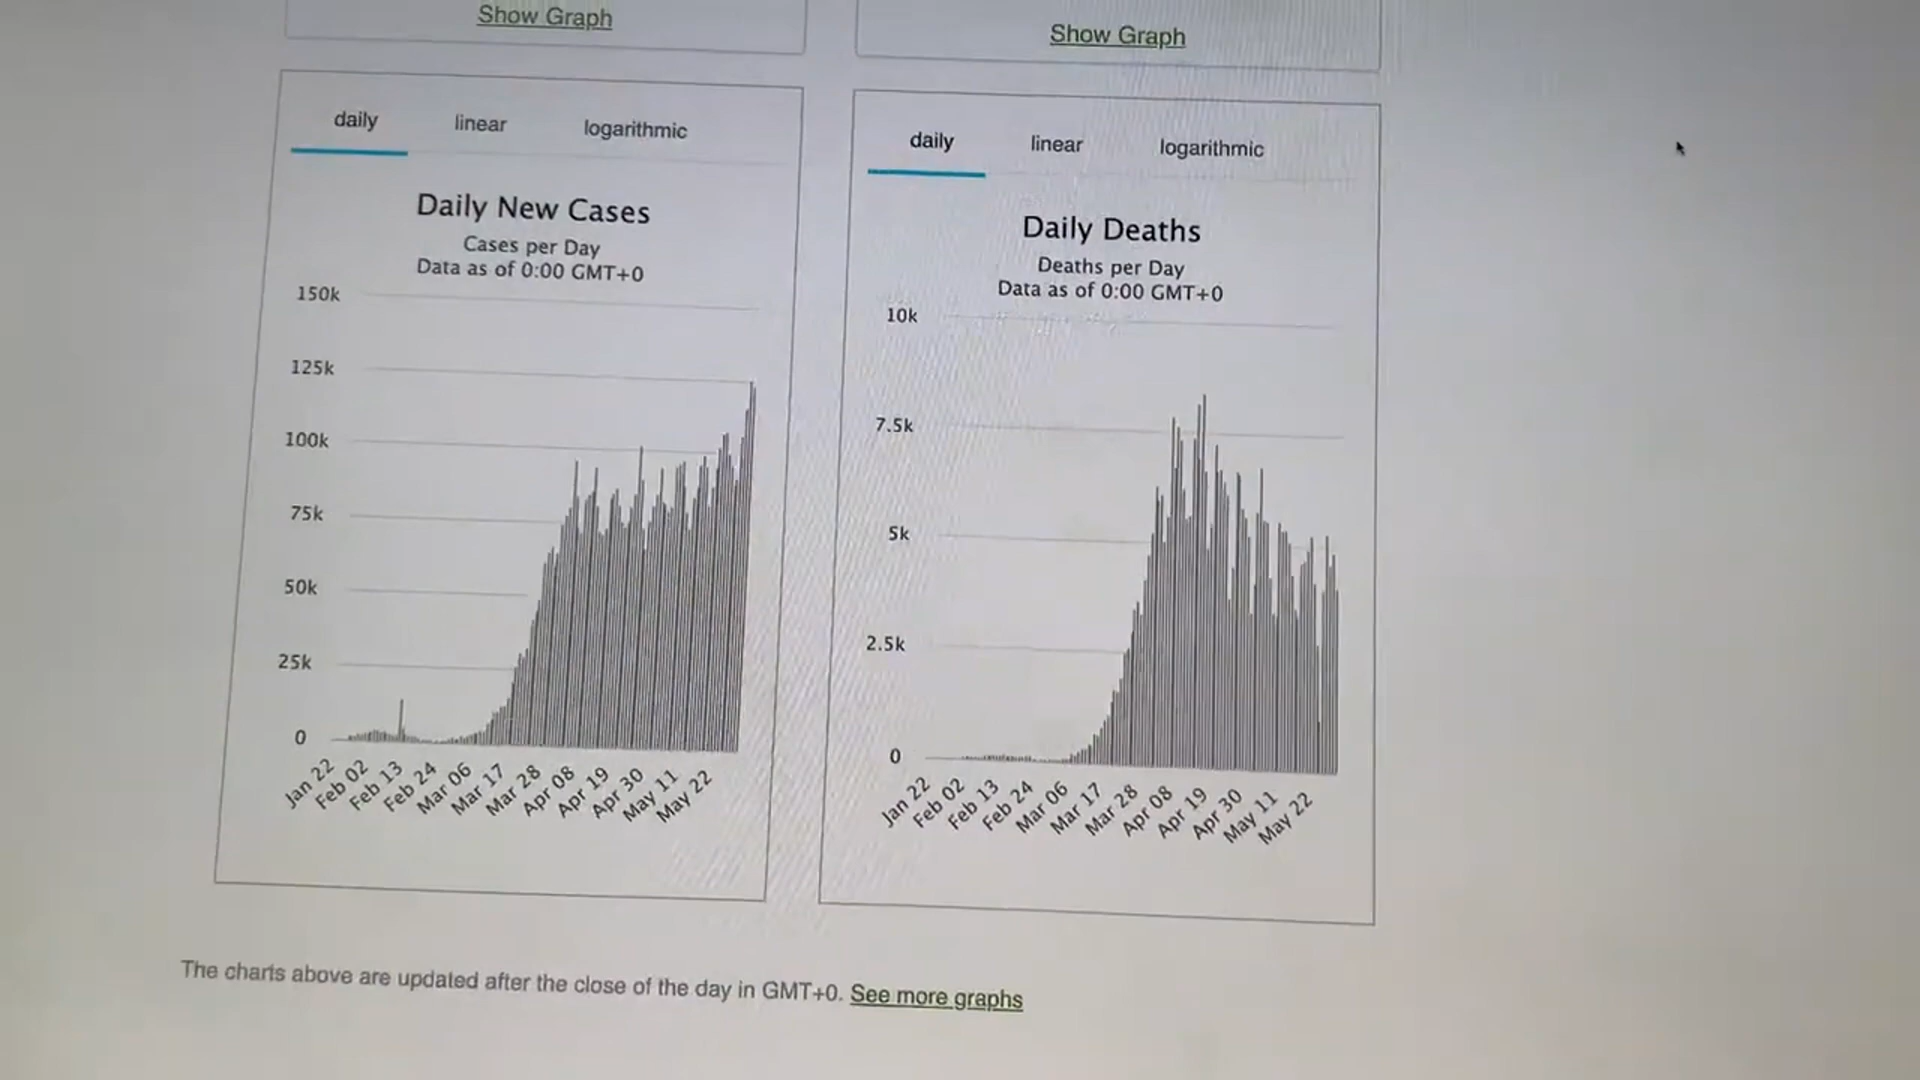 Show Graph
Show Graph
daily linear logarithmic
Daily New Cases
Cases per Day
Data as of 0:00 GMT+0
150k
125k
100k
75k
50k
25k
0
Jan 22
Feb 02
Feb 13
Feb 24
Mar 06
Mar 17
Mar 28
Apr 08
Apr 19
Apr 30
May 11
May 22
daily linear logarithmic
Daily Deaths
Deaths per Day
Data as of 0:00 GMT+0
10k
7.5k
5k
2.5k
0
Jan 22
Feb 02
Feb 13
Feb 24
Mar 06
Mar 17
Mar 28
Apr 08
Apr 19
Apr 30
May 11
May 22
The charts above are updated after the close of the day in GMT+0. See more graphs